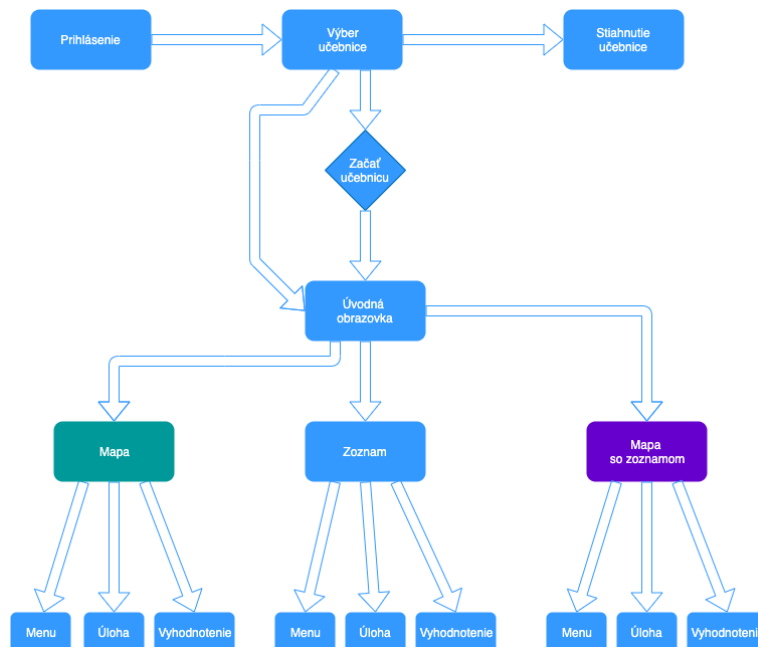 Prihlásenie
Výber
učebnice
Stiahnutie
učebnice
Začať
učebnicu
Úvodná
obrazovka
Mapa
Zoznam
Mapa
so zoznamom
Menu
Úloha
Vyhodnotenie
Menu
Úloha
Vyhodnotenie
Menu
Úloha
Vyhodnotenie